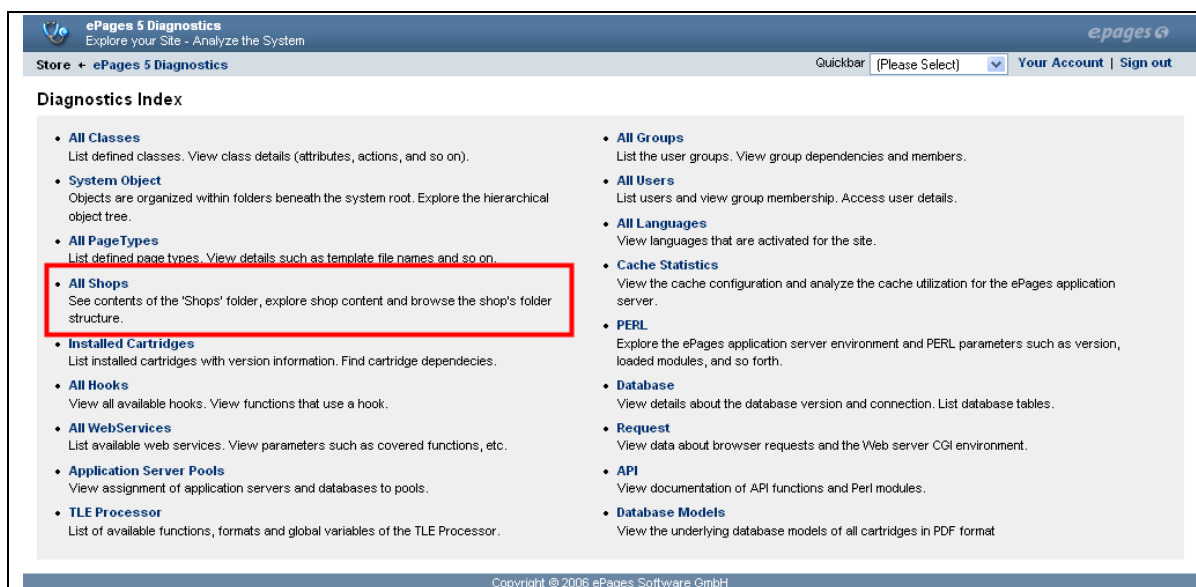 ePages 5 Diagnostics
Explore your Site - Analyze the System
epages
Store ← ePages 5 Diagnostics
Quickbar (Please Select) Your Account | Sign out
Diagnostics Index
• All Classes
List defined classes. View class details (attributes, actions, and so on).
• System Object
Objects are organized within folders beneath the system root. Explore the hierarchical
object tree.
• All PageTypes
List defined page types. View details such as template file names and so on.
• All Shops
See contents of the 'Shops' folder, explore shop content and browse the shop's folder
structure.
• Installed Cartridges
List installed cartridges with version information. Find cartridge dependecies.
• All Hooks
View all available hooks. View functions that use a hook.
• All WebServices
List available web services. View parameters such as covered functions, etc.
• Application Server Pools
View assignment of application servers and databases to pools.
• TLE Processor
List of available functions, formats and global variables of the TLE Processor.
• All Groups
List the user groups. View group dependencies and members.
• All Users
List users and view group membership. Access user details.
• All Languages
View languages that are activated for the site.
• Cache Statistics
View the cache configuration and analyze the cache utilization for the ePages application
server.
• PERL
Explore the ePages application server environment and PERL parameters such as version,
loaded modules, and so forth.
• Database
View details about the database version and connection. List database tables.
• Request
View data about browser requests and the Web server CGI environment.
• API
View documentation of API functions and Perl modules.
• Database Models
View the underlying database models of all cartridges in PDF format
Copyright © 2006 ePages Software GmbH